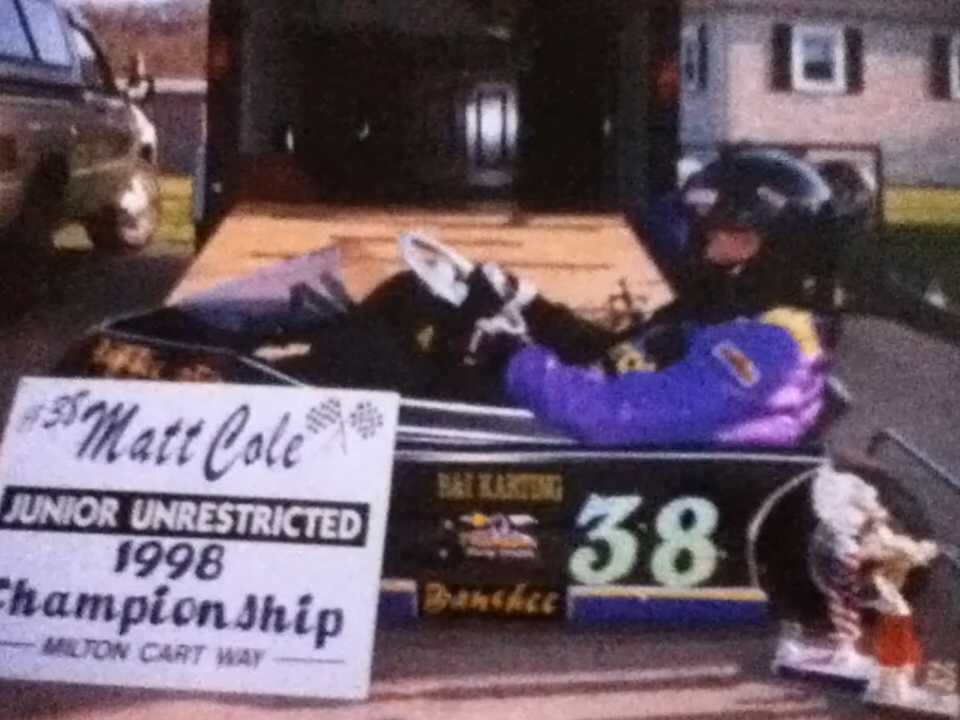 #38 Matt Cole
JUNIOR UNRESTRICTED
1998
Championship
MILTON CART WAY
KARTING
38
Banshee